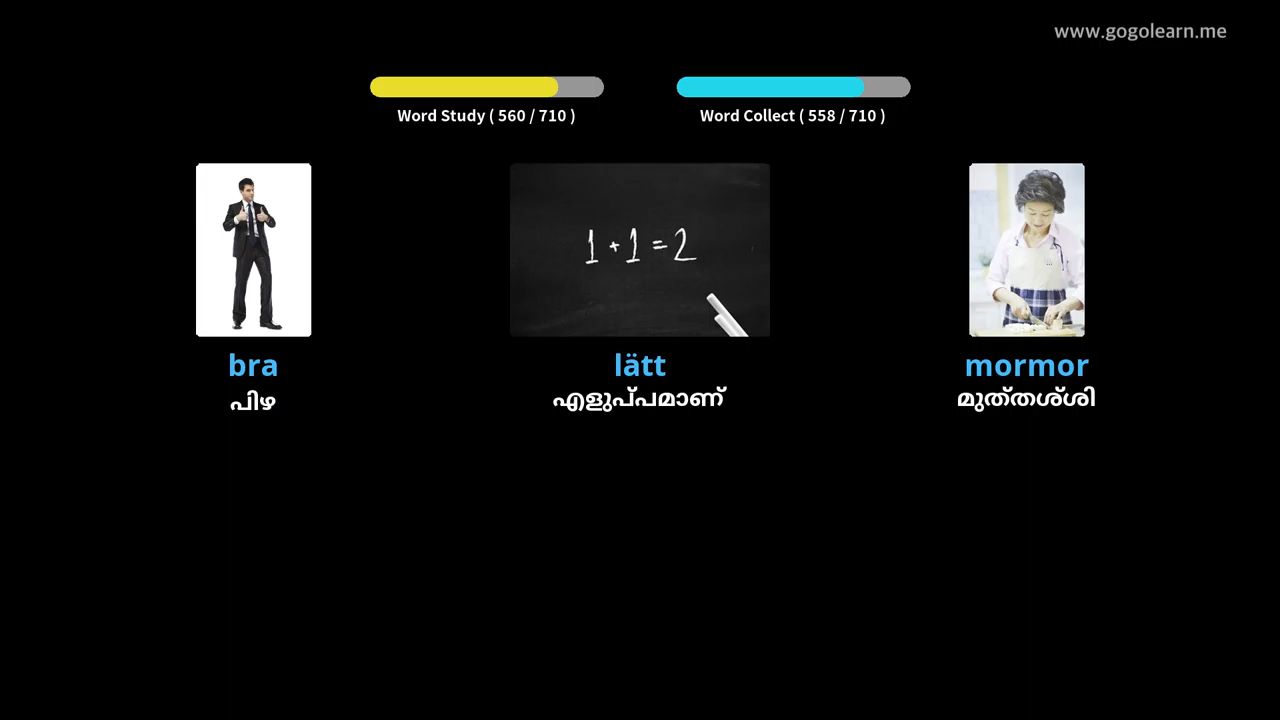 www.gogolearn.me
Word Study ( 560 / 710 )
Word Collect ( 558 / 710 )
1 + 1 = 2
bra
lätt
mormor
പിഴ
എളുപ്പമാണ്
മുത്തശ്ശി